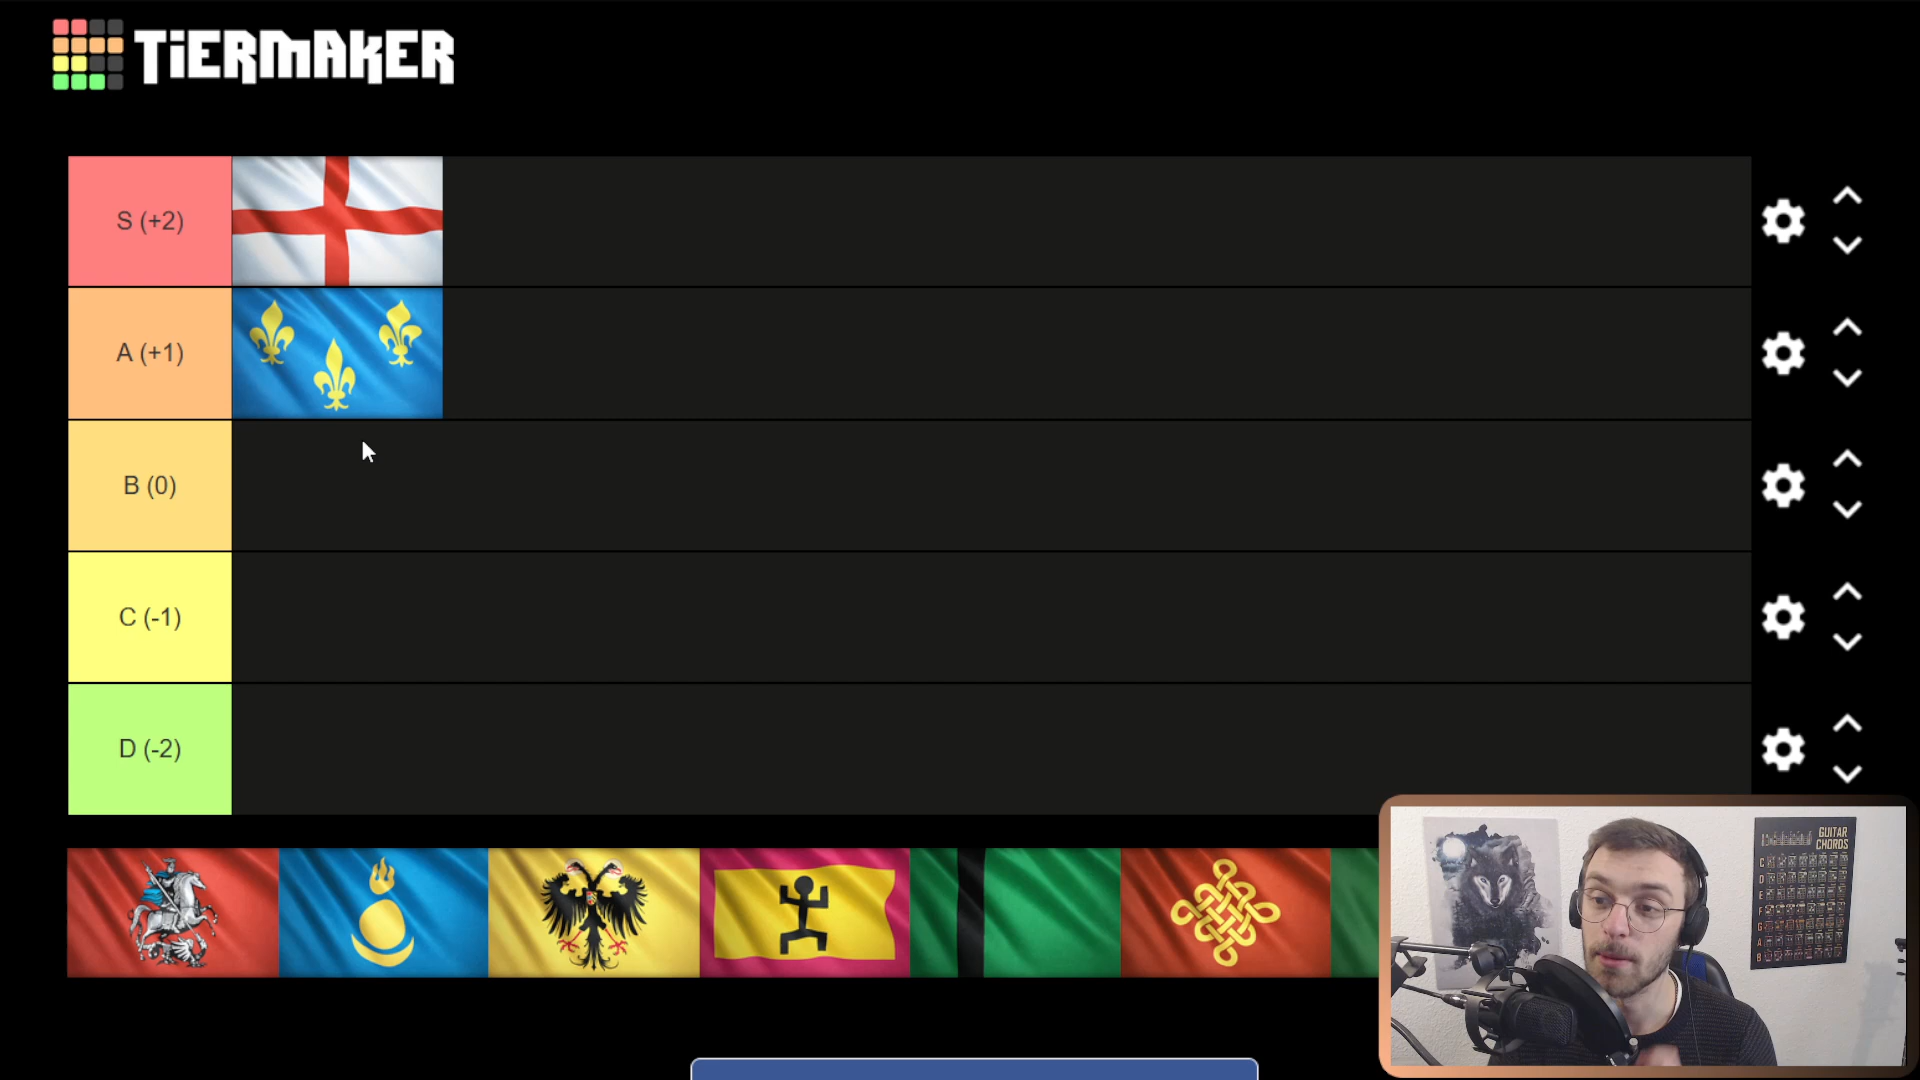 TiERMAKER
S (+2)
A (+1)
B (0)
C (-1)
D (-2)
GUITAR
CHORDS
C
D
E
F
G
A
B